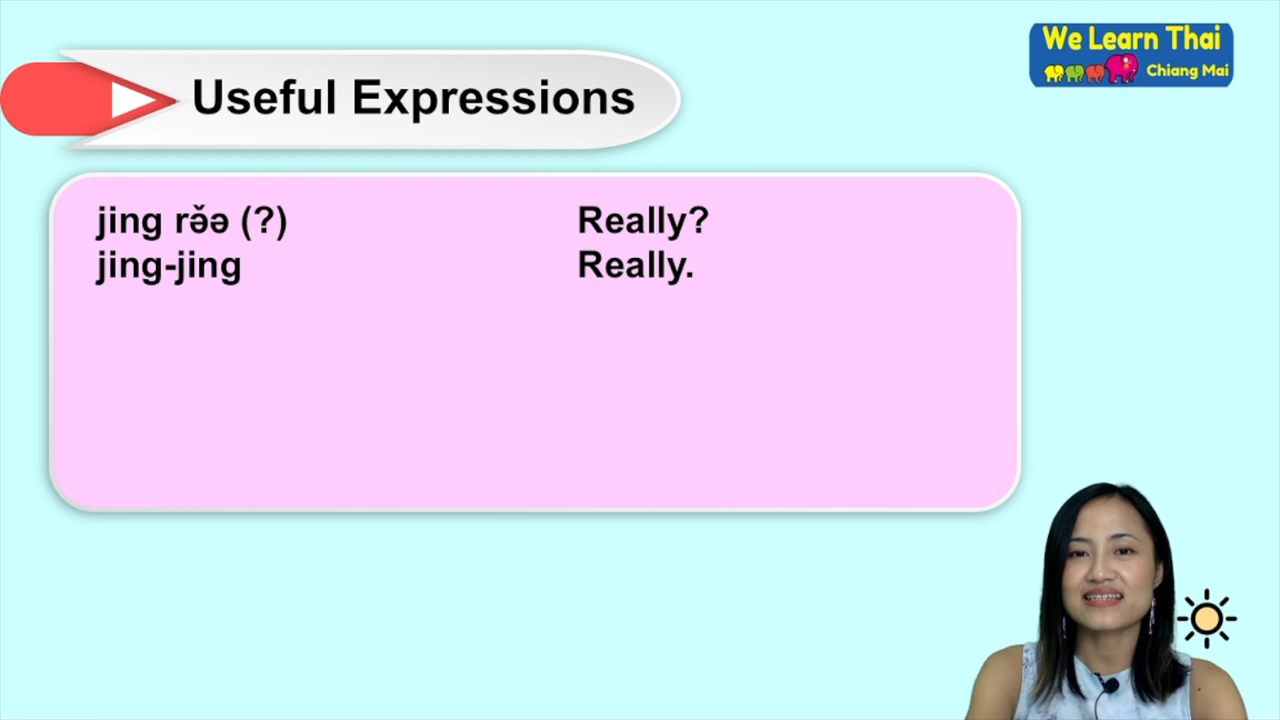 We Learn Thai
Chiang Mai
Useful Expressions
jing rə̌ə (?) Really?
jing-jing Really.